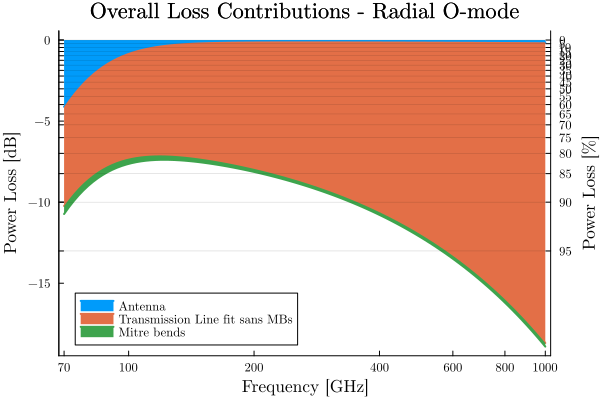 Overall Loss Contributions - Radial O-mode
Power Loss [dB]
0
−5
−10
−15
0
50
60
65
70
75
80
85
90
95
Power Loss [%]
Antenna
Transmission Line fit sans MBs
Mitre bends
70 100 200 400 600 800 1000
Frequency [GHz]